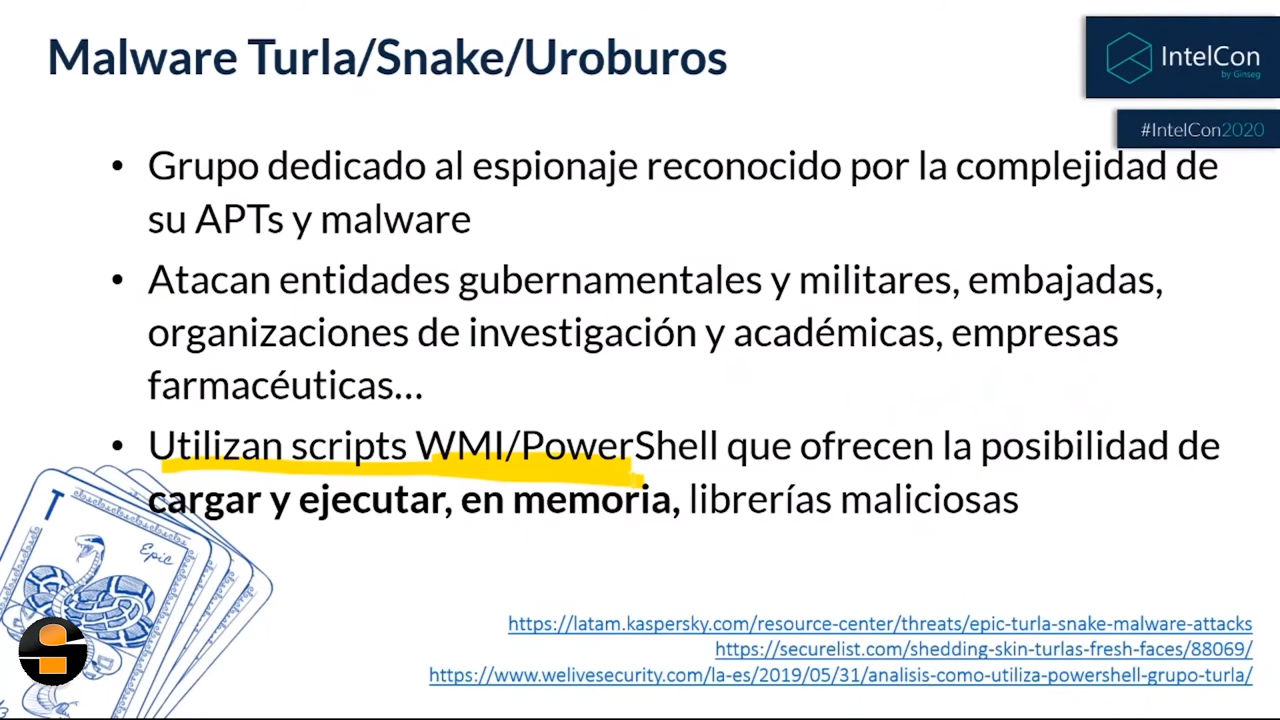 Malware Turla/Snake/Uroburos
IntelCon
by Ginseg
#IntelCon2020
• Grupo dedicado al espionaje reconocido por la complejidad de
su APTs y malware
• Atacan entidades gubernamentales y militares, embajadas,
organizaciones de investigación y académicas, empresas
farmacéuticas...
• Utilizan scripts WMI/PowerShell que ofrecen la posibilidad de
cargar y ejecutar, en memoria, librerías maliciosas
T
Epic
https://latam.kaspersky.com/resource-center/threats/epic-turla-snake-malware-attacks
https://securelist.com/shedding-skin-turlas-fresh-faces/88069/
https://www.welivesecurity.com/la-es/2019/05/31/analisis-como-utiliza-powershell-grupo-turla/